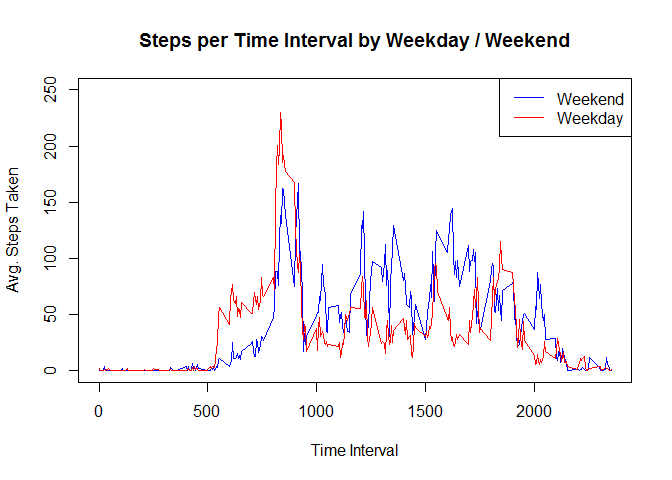 Steps per Time Interval by Weekday / Weekend
Avg. Steps Taken
250
200
150
100
50
0
Weekend
Weekday
0 500 1000 1500 2000
Time Interval